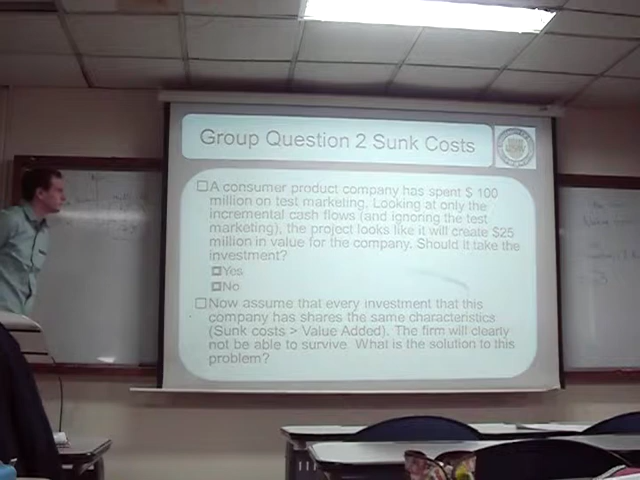 Group Question 2 Sunk Costs
A consumer product company has spent $ 100
million on test marketing. Looking at only the
incremental cash flows (and ignoring the test
marketing), the project looks like it will create $25
million in value for the company. Should it take the
investment?
Yes
No
Now assume that every investment that this
company has shares the same characteristics
(Sunk costs > Value Added). The firm will clearly
not be able to survive. What is the solution to this
problem?